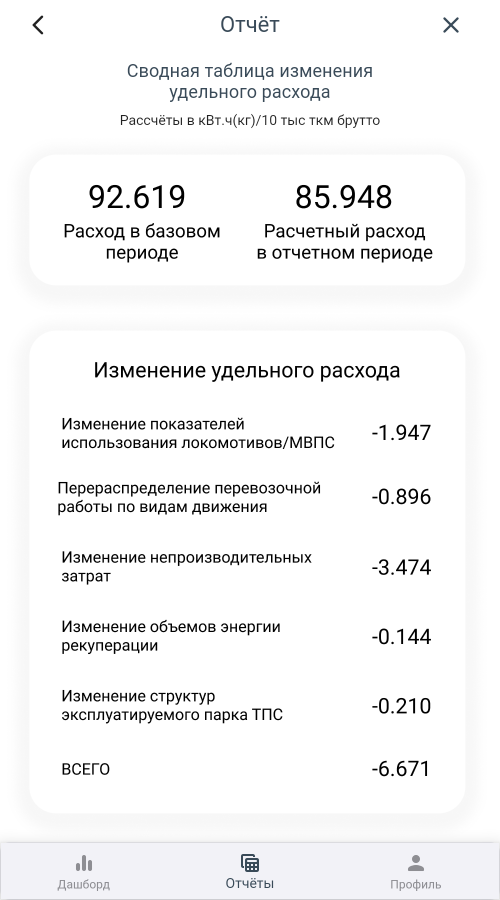 Отчёт
Сводная таблица изменения
удельного расхода
Рассчёты в кВт.ч(кг)/10 тыс ткм брутто
92.619
Расход в базовом
периоде
85.948
Расчетный расход
в отчетном периоде
Изменение удельного расхода
Изменение показателей
использования локомотивов/МВПС
-1.947
Перераспределение перевозочной
работы по видам движения
-0.896
Изменение непроизводительных
затрат
-3.474
Изменение объемов энергии
рекуперации
-0.144
Изменение структур
эксплуатируемого парка ТПС
-0.210
ВСЕГО
-6.671
Дашборд
Отчёты
Профиль